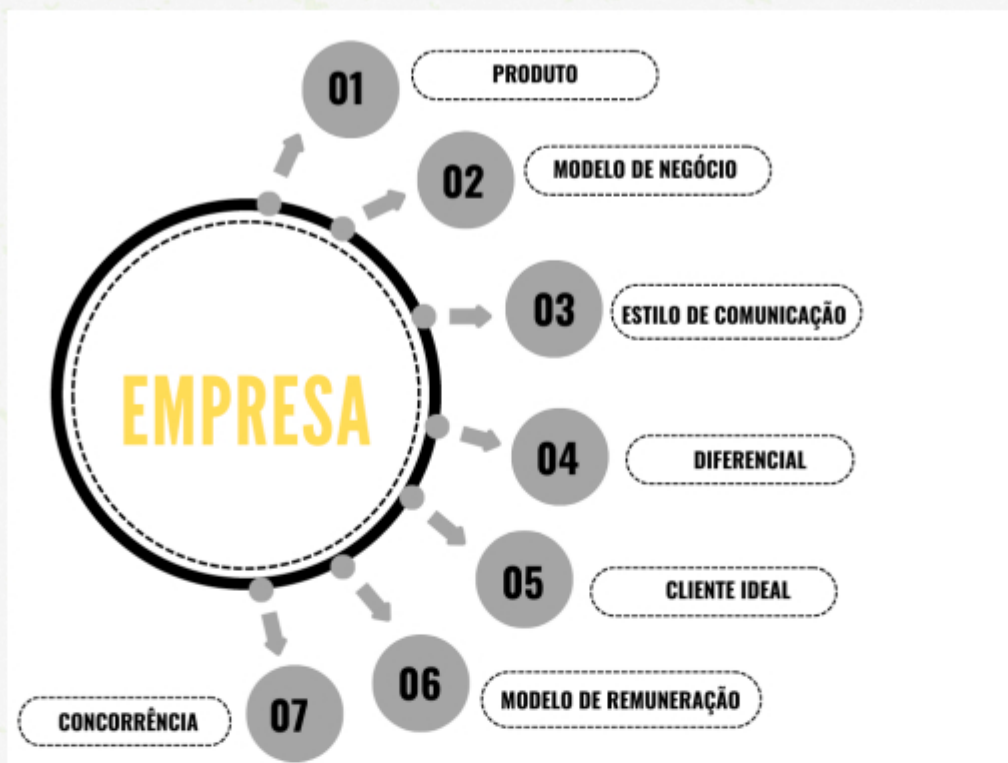 01
PRODUTO
02
MODELO DE NEGÓCIO
03
ESTILO DE COMUNICAÇÃO
EMPRESA
04
DIFERENCIAL
05
CLIENTE IDEAL
06
MODELO DE REMUNERAÇÃO
07
CONCORRÊNCIA